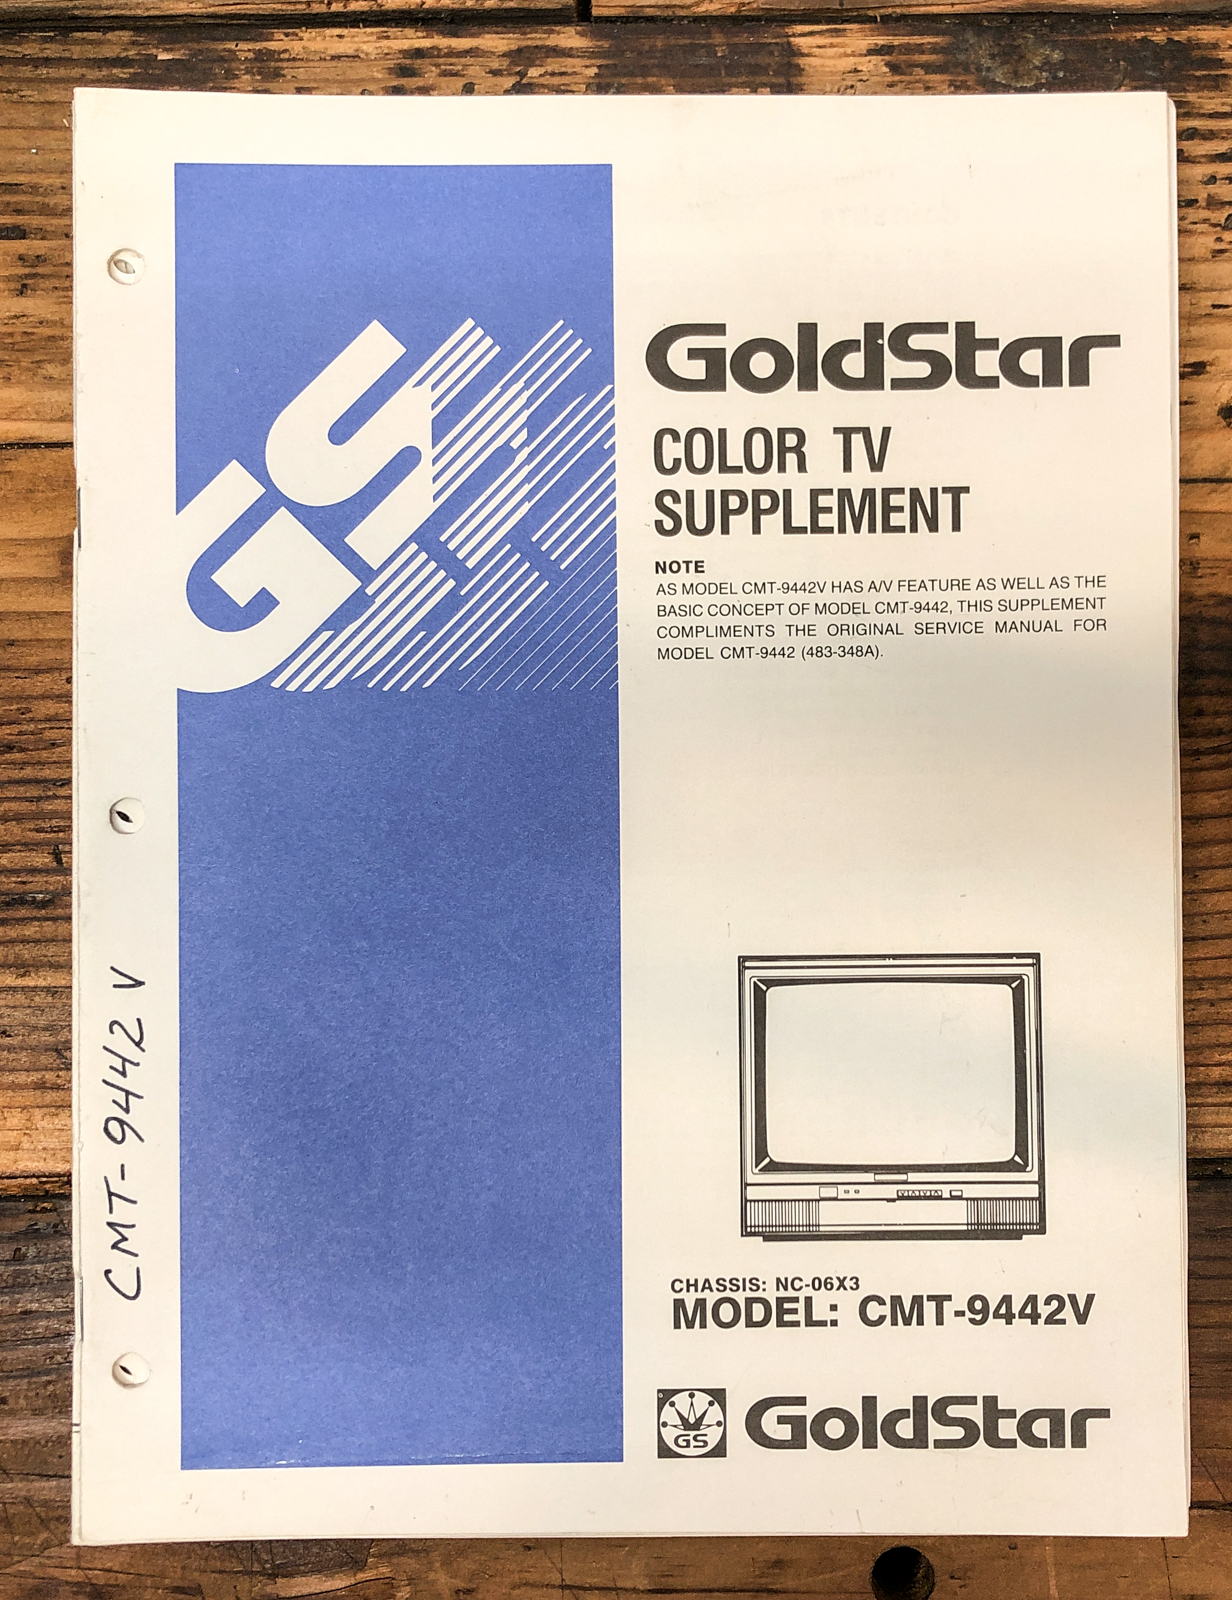 GS
GoldStar
COLOR TV
SUPPLEMENT
NOTE
AS MODEL CMT-9442V HAS A/V FEATURE AS WELL AS THE
BASIC CONCEPT OF MODEL CMT-9442, THIS SUPPLEMENT
COMPLIMENTS THE ORIGINAL SERVICE MANUAL FOR
MODEL CMT-9442 (483-348A).
CMT-9442 V
CHASSIS: NC-06X3
MODEL: CMT-9442V
GS
GoldStar